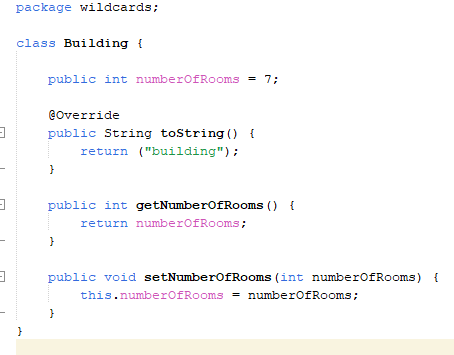 package wildcards;
class Building {
public int numberOfRooms = 7;
@Override
public String toString() {
return ("building");
}
public int getNumberOfRooms() {
return numberOfRooms;
}
public void setNumberOfRooms(int numberOfRooms) {
this.numberOfRooms = numberOfRooms;
}
}